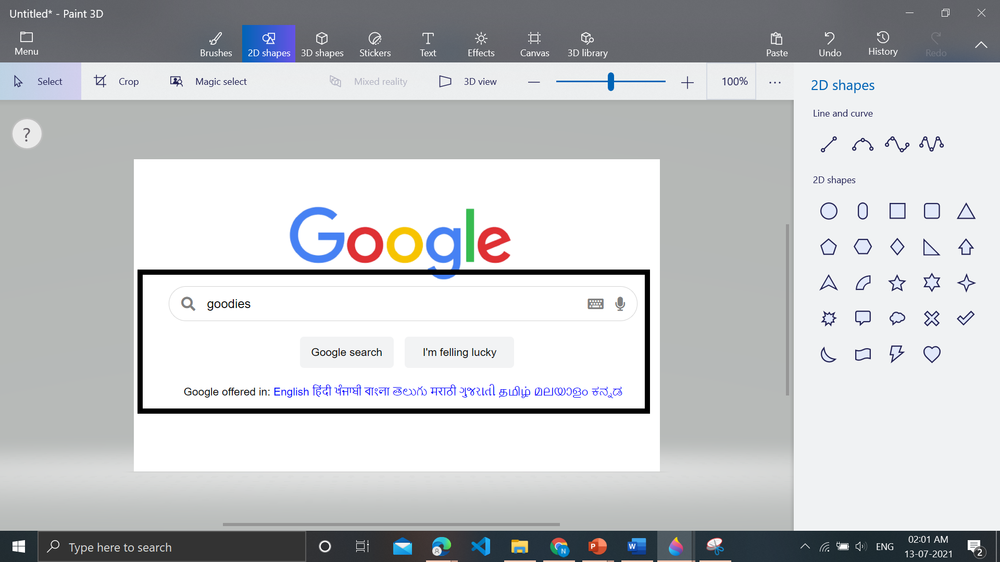 Untitled* - Paint 3D
Menu
Brushes
2D shapes
3D shapes
Stickers
Text
Effects
Canvas
3D library
Paste
Undo
History
Redo
Select
Crop
Magic select
Mixed reality
3D view
100%
2D shapes
Line and curve
2D shapes
?
Google
goodies
Google search
I'm felling lucky
Google offered in: English हिंदी ਪੰਜਾਬੀ বাংলা తెలుగు मराठी ગુજરાતી தமிழ் മലയാളം ಕನ್ನಡ
Type here to search
N
P
W
ENG
02:01 AM
13-07-2021
2